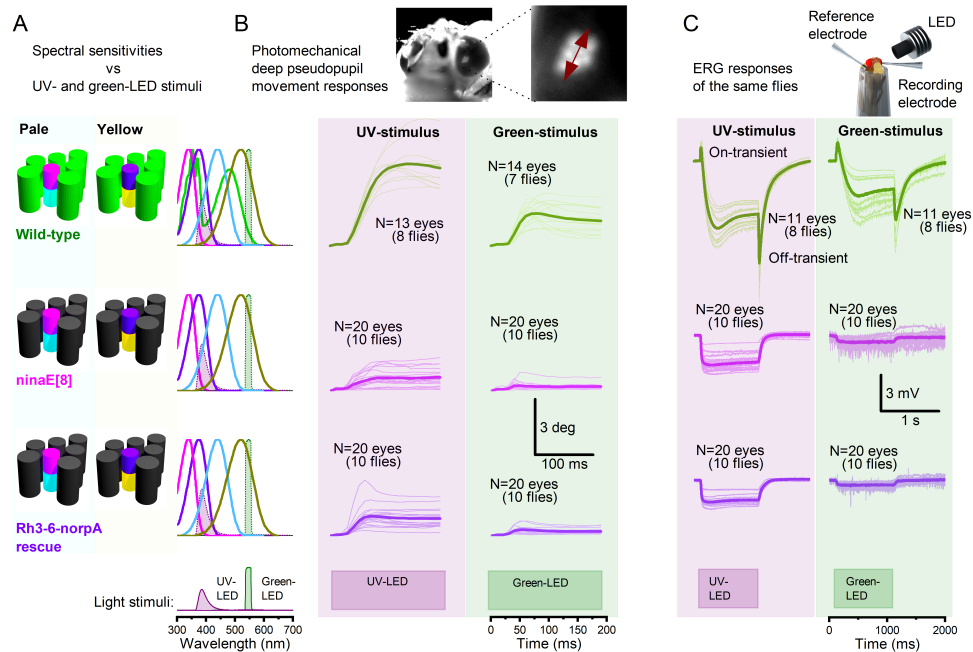 A
Spectral sensitivities
vs
UV- and green-LED stimuli
Pale
Yellow
Wild-type
ninaE[8]
Rh3-6-norpA
rescue
Light stimuli:
UV-
LED
Green-
LED
300
400
500
600
700
Wavelength (nm)
B
Photomechanical
deep pseudopupil
movement responses
UV-stimulus
Green-stimulus
N=13 eyes
(8 flies)
N=14 eyes
(7 flies)
N=20 eyes
(10 flies)
N=20 eyes
(10 flies)
3 deg
100 ms
N=20 eyes
(10 flies)
N=20 eyes
(10 flies)
UV-LED
Green-LED
0
50
100
150
200
Time (ms)
C
Reference
electrode
LED
ERG responses
of the same flies
Recording
electrode
UV-stimulus
Green-stimulus
On-transient
N=11 eyes
(8 flies)
Off-transient
N=11 eyes
(8 flies)
N=20 eyes
(10 flies)
N=20 eyes
(10 flies)
3 mV
1 s
N=20 eyes
(10 flies)
N=20 eyes
(10 flies)
UV-
LED
Green-
LED
0
1000
2000
Time (ms)